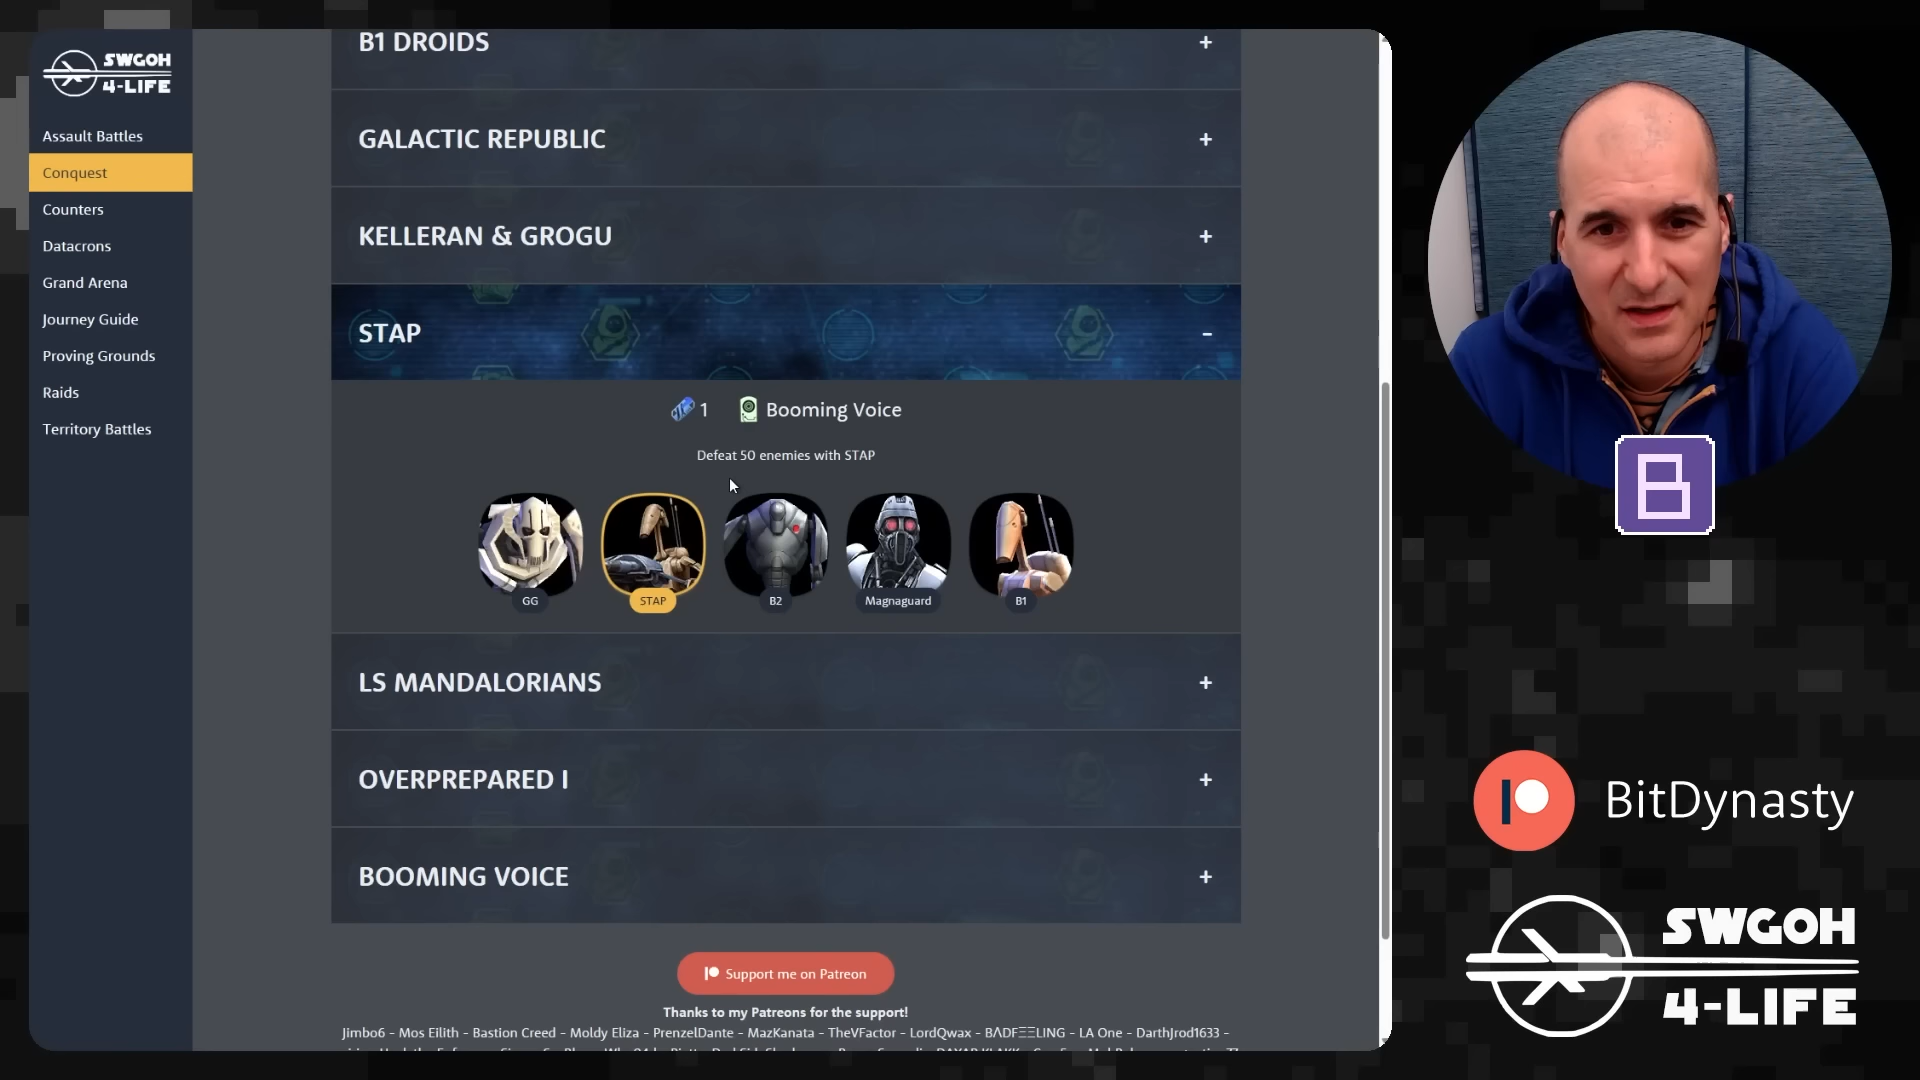 SWGOH
4-LIFE
Assault Battles
Conquest
Counters
Datacrons
Grand Arena
Journey Guide
Proving Grounds
Raids
Territory Battles
B1 DROIDS +
GALACTIC REPUBLIC +
KELLERAN & GROGU +
STAP -
1 Booming Voice
Defeat 50 enemies with STAP
GG STAP B2 Magnaguard B1
LS MANDALORIANS +
OVERPREPARED I +
BOOMING VOICE +
Support me on Patreon
Thanks to my Patreons for the support!
Jimbo6 - Mos Eilith - Bastion Creed - Moldy Eliza - PrenzelDante - MazKanata - TheVFactor - LordQwax - BΛDFΞΞLING - LA One - DarthJrod1633 -
B
BitDynasty
SWGOH
4-LIFE